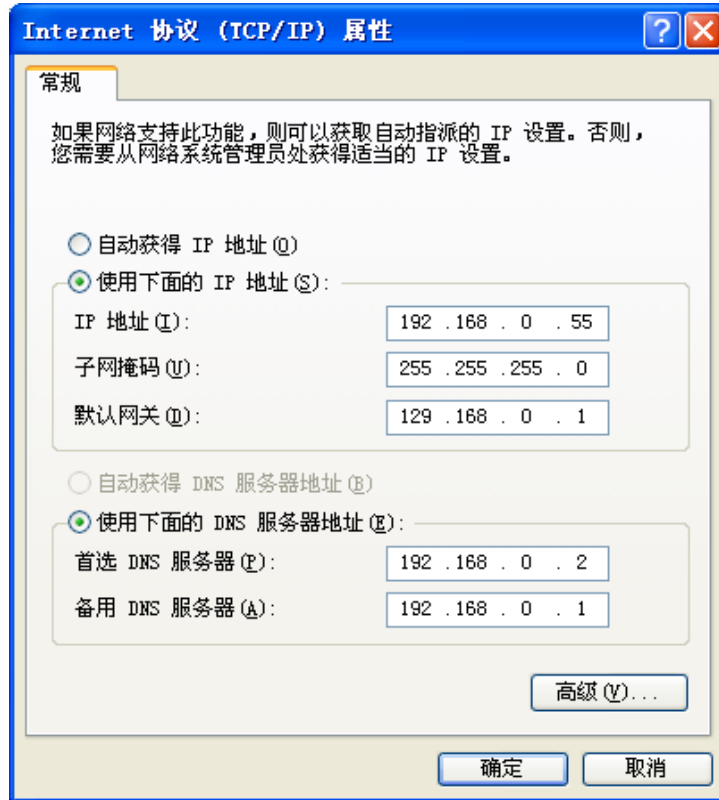 Internet 协议 (TCP/IP) 属性
常规
如果网络支持此功能，则可以获取自动指派的 IP 设置。否则，
您需要从网络系统管理员处获得适当的 IP 设置。
自动获得 IP 地址(O)
使用下面的 IP 地址(S):
IP 地址(I): 192 .168 . 0 . 55
子网掩码(U): 255 .255 .255 . 0
默认网关(D): 129 .168 . 0 . 1
自动获得 DNS 服务器地址(B)
使用下面的 DNS 服务器地址(E):
首选 DNS 服务器(P): 192 .168 . 0 . 2
备用 DNS 服务器(A): 192 .168 . 0 . 1
高级(V)...
确定 取消